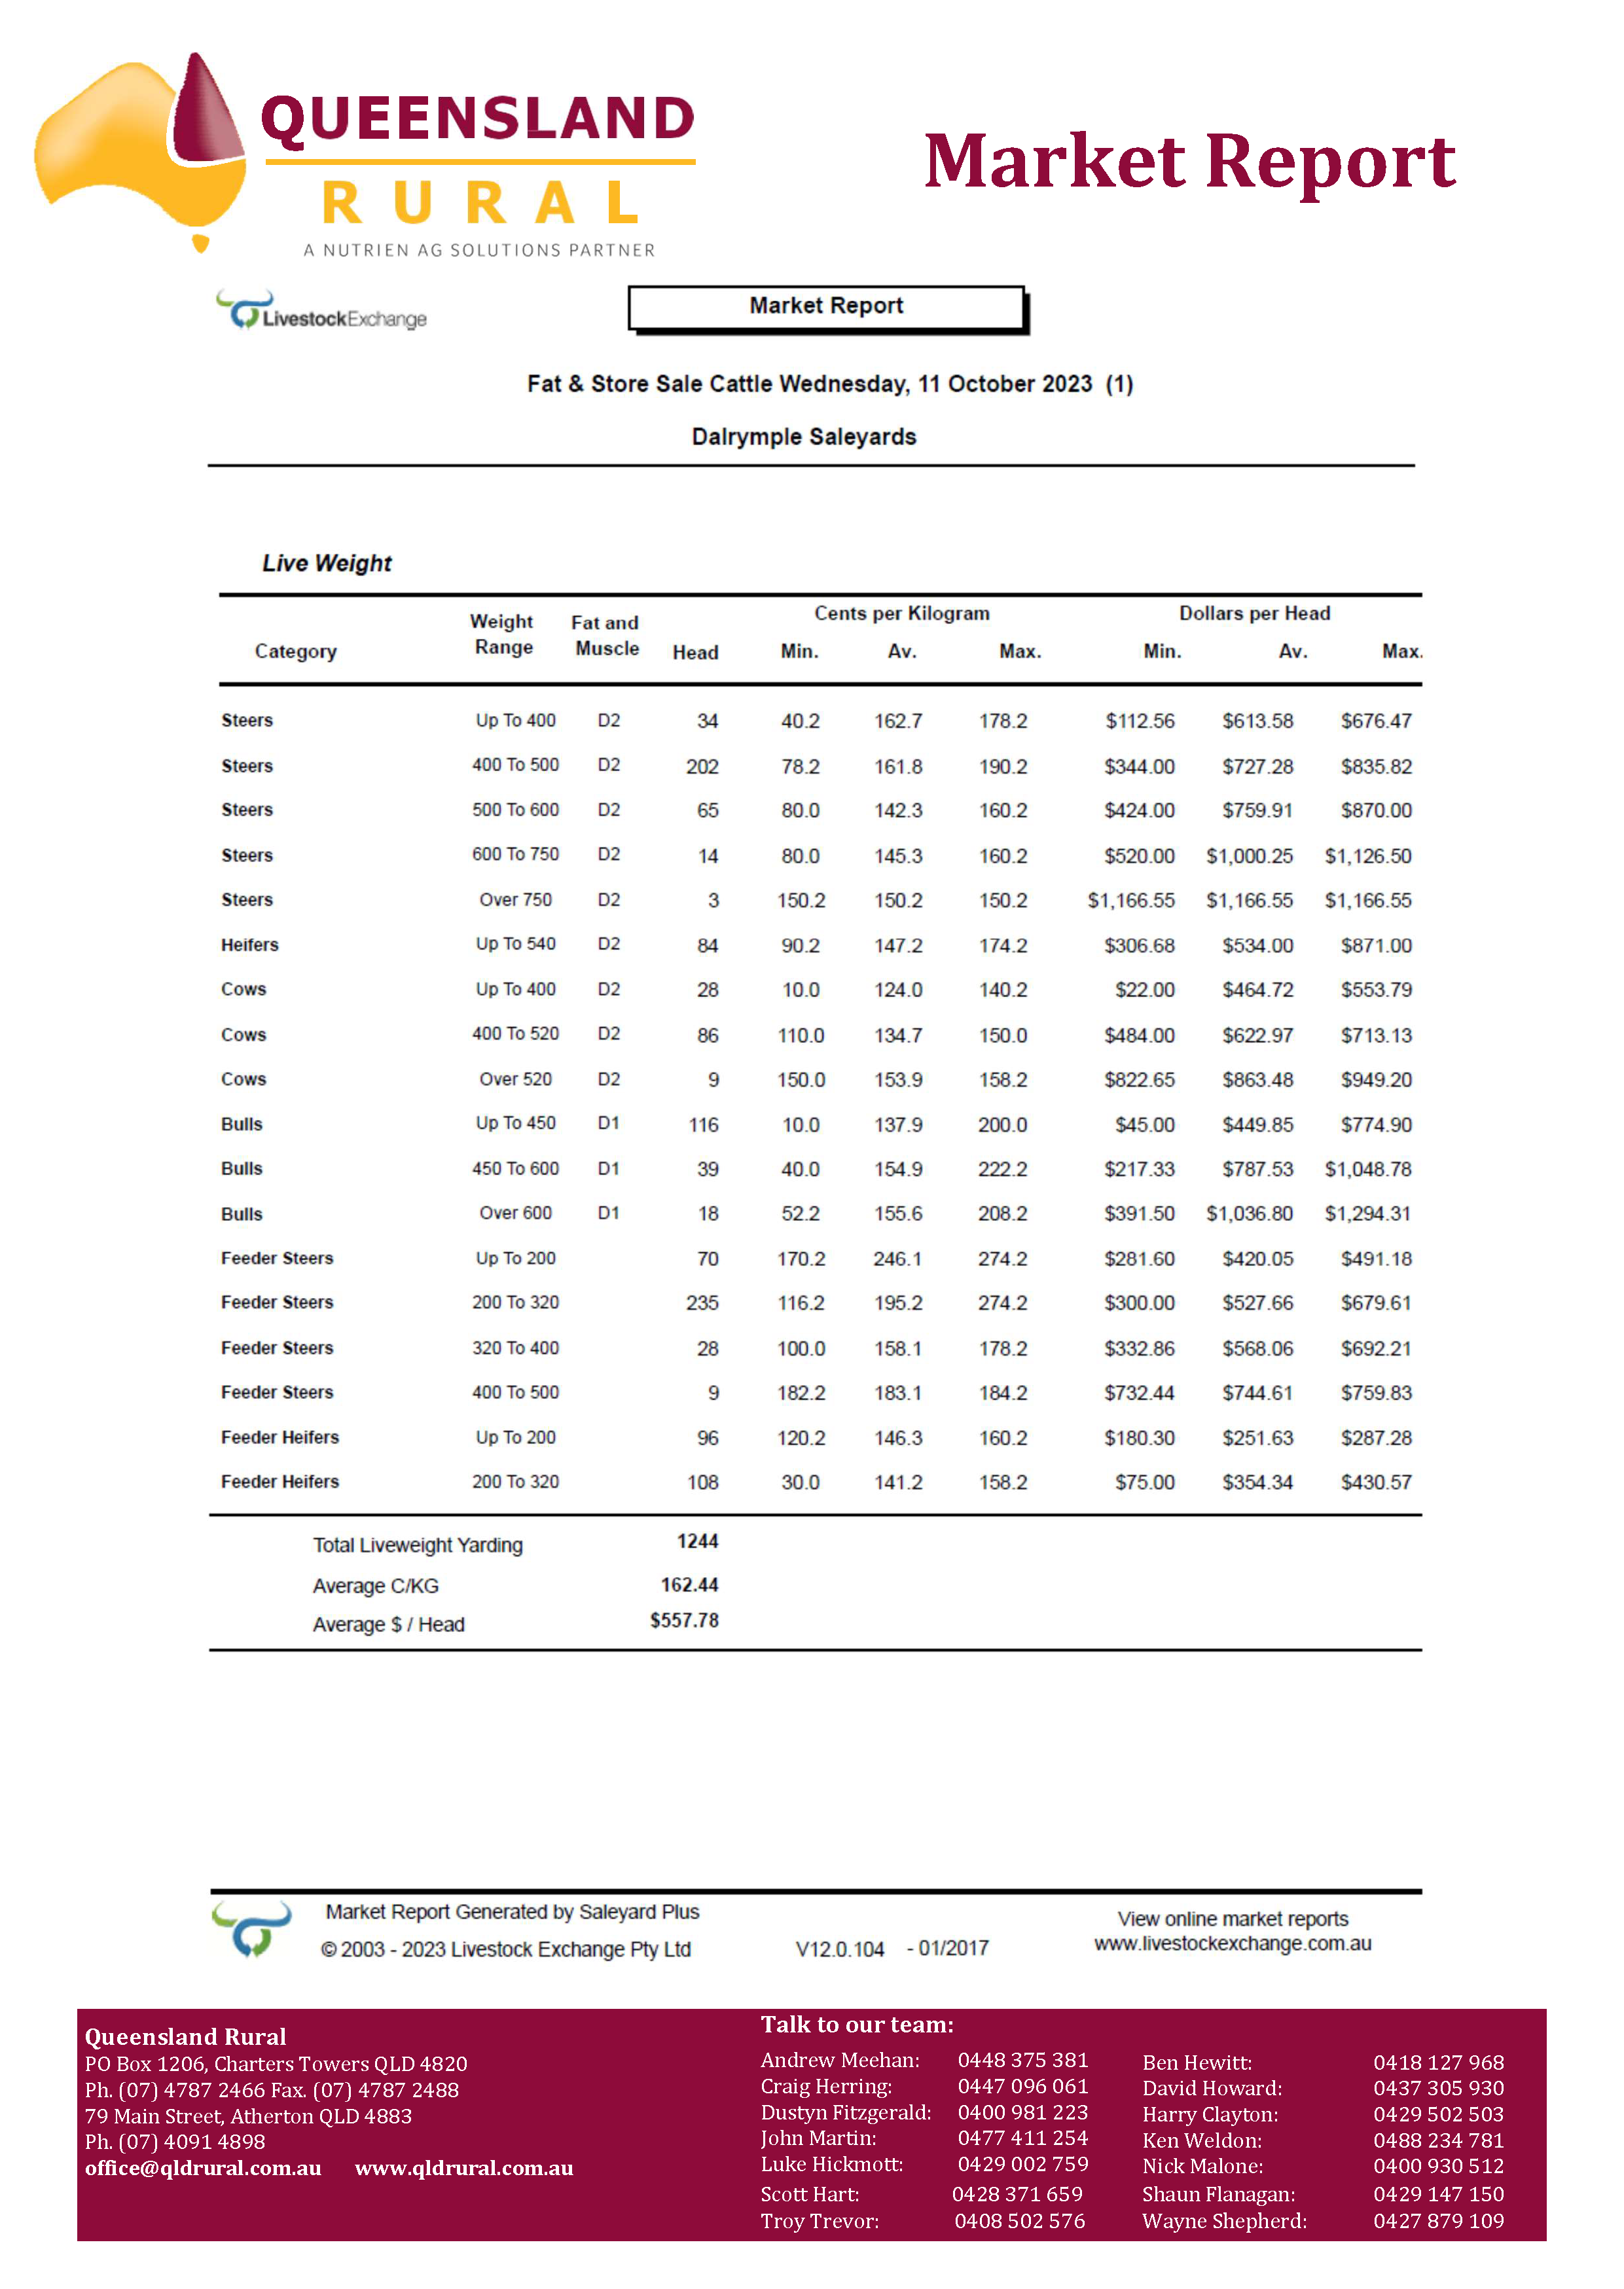 QUEENSLAND
RURAL
A NUTRIEN AG SOLUTIONS PARTNER
Market Report
LivestockExchange
Market Report
Fat & Store Sale Cattle Wednesday, 11 October 2023 (1)
Dalrymple Saleyards
Live Weight
Cents per Kilogram Dollars per Head
Category Weight Range Fat and Muscle Head Min. Av. Max. Min. Av. Max.
Steers Up To 400 D2 34 40.2 162.7 178.2 $112.56 $613.58 $676.47
Steers 400 To 500 D2 202 78.2 161.8 190.2 $344.00 $727.28 $835.82
Steers 500 To 600 D2 65 80.0 142.3 160.2 $424.00 $759.91 $870.00
Steers 600 To 750 D2 14 80.0 145.3 160.2 $520.00 $1,000.25 $1,126.50
Steers Over 750 D2 3 150.2 150.2 150.2 $1,166.55 $1,166.55 $1,166.55
Heifers Up To 540 D2 84 90.2 147.2 174.2 $306.68 $534.00 $871.00
Cows Up To 400 D2 28 10.0 124.0 140.2 $22.00 $464.72 $553.79
Cows 400 To 520 D2 86 110.0 134.7 150.0 $484.00 $622.97 $713.13
Cows Over 520 D2 9 150.0 153.9 158.2 $822.65 $863.48 $949.20
Bulls Up To 450 D1 116 10.0 137.9 200.0 $45.00 $449.85 $774.90
Bulls 450 To 600 D1 39 40.0 154.9 222.2 $217.33 $787.53 $1,048.78
Bulls Over 600 D1 18 52.2 155.6 208.2 $391.50 $1,036.80 $1,294.31
Feeder Steers Up To 200 70 170.2 246.1 274.2 $281.60 $420.05 $491.18
Feeder Steers 200 To 320 235 116.2 195.2 274.2 $300.00 $527.66 $679.61
Feeder Steers 320 To 400 28 100.0 158.1 178.2 $332.86 $568.06 $692.21
Feeder Steers 400 To 500 9 182.2 183.1 184.2 $732.44 $744.61 $759.83
Feeder Heifers Up To 200 96 120.2 146.3 160.2 $180.30 $251.63 $287.28
Feeder Heifers 200 To 320 108 30.0 141.2 158.2 $75.00 $354.34 $430.57
Total Liveweight Yarding 1244
Average C/KG 162.44
Average $ / Head $557.78
Market Report Generated by Saleyard Plus
© 2003 - 2023 Livestock Exchange Pty Ltd V12.0.104 - 01/2017
View online market reports
www.livestockexchange.com.au
Queensland Rural
PO Box 1206, Charters Towers QLD 4820
Ph. (07) 4787 2466 Fax. (07) 4787 2488
79 Main Street, Atherton QLD 4883
Ph. (07) 4091 4898
office@qldrural.com.au www.qldrural.com.au
Talk to our team:
Andrew Meehan: 0448 375 381 Ben Hewitt: 0418 127 968
Craig Herring: 0447 096 061 David Howard: 0437 305 930
Dustyn Fitzgerald: 0400 981 223 Harry Clayton: 0429 502 503
John Martin: 0477 411 254 Ken Weldon: 0488 234 781
Luke Hickmott: 0429 002 759 Nick Malone: 0400 930 512
Scott Hart: 0428 371 659 Shaun Flanagan: 0429 147 150
Troy Trevor: 0408 502 576 Wayne Shepherd: 0427 879 109